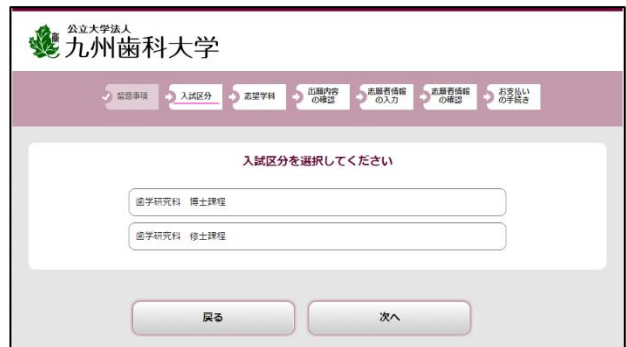 公立大学法人
九州歯科大学
留意事項
入試区分
志望学科
出願内容
の確認
志願者情報
の入力
志願者情報
の確認
お支払い
の手続き
入試区分を選択してください
歯学研究科 博士課程
歯学研究科 修士課程
戻る
次へ